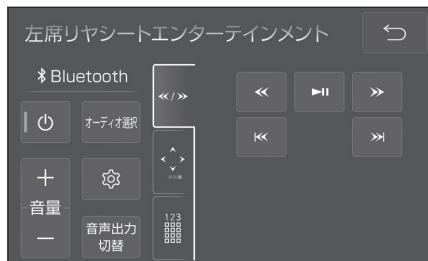 左席リヤシートエンターテインメント
Bluetooth
オーディオ選択
音量
音声出力
切替
123